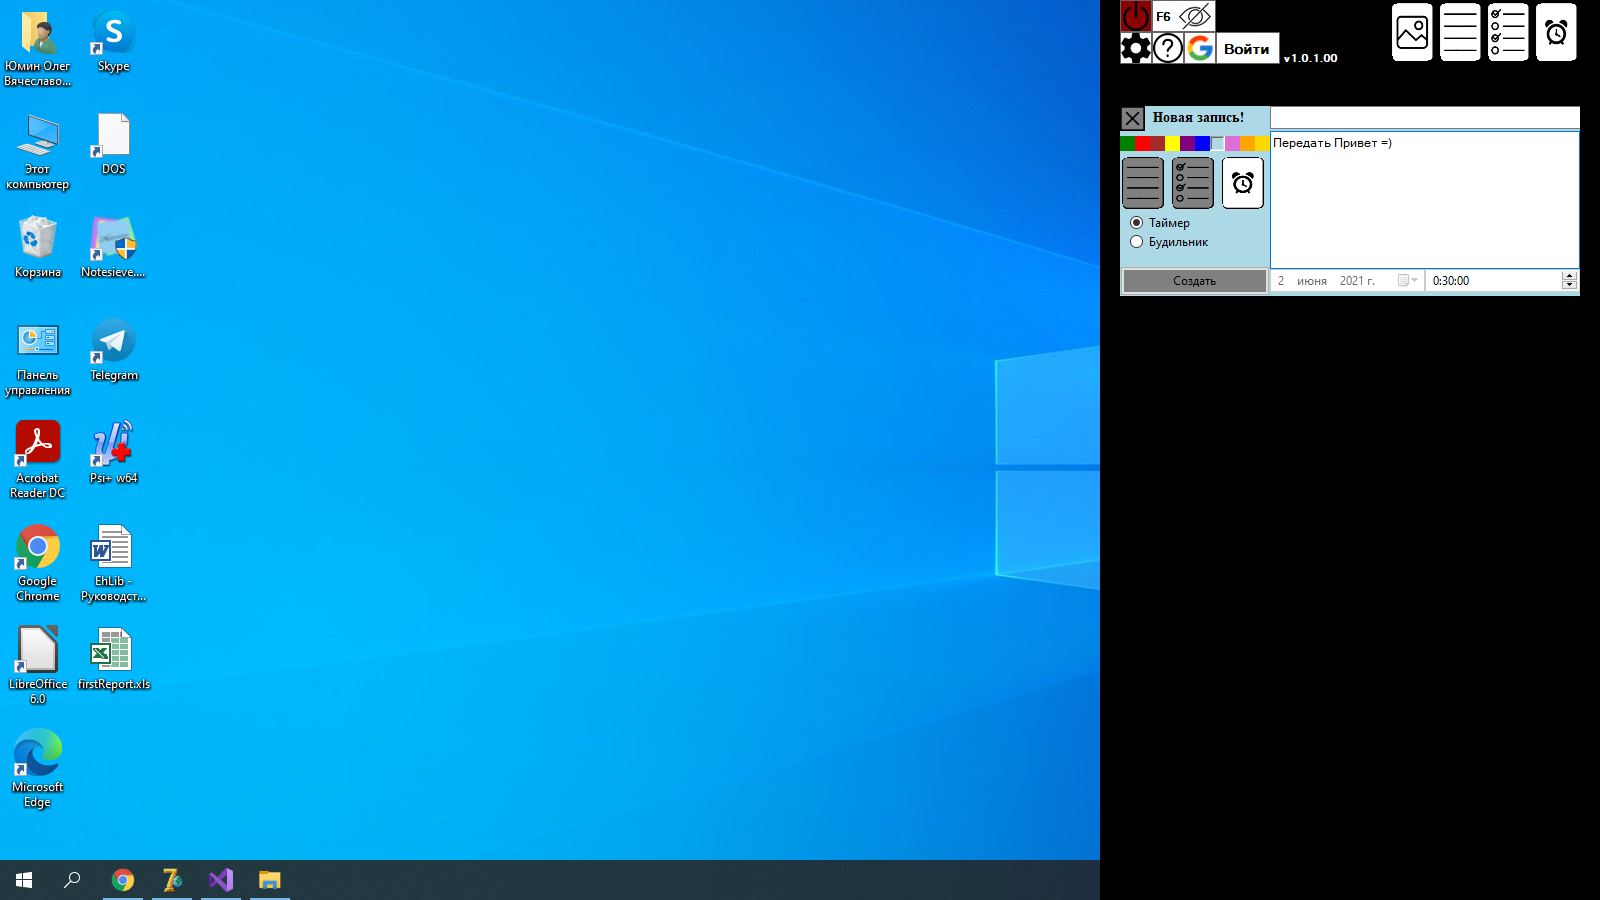 Юмин Олег
Вячеславо...
Skype
Этот
компьютер
DOS
Корзина
Notesieve....
Панель
управления
Telegram
Acrobat
Reader DC
Psi+ w64
Google
Chrome
EhLib -
Руководст...
LibreOffice
6.0
firstReport.xls
Microsoft
Edge
F6
Войти
v1.0.1.00
Новая запись!
Передать Привет =)
Таймер
Будильник
Создать
2 июня 2021 г.
0:30:00